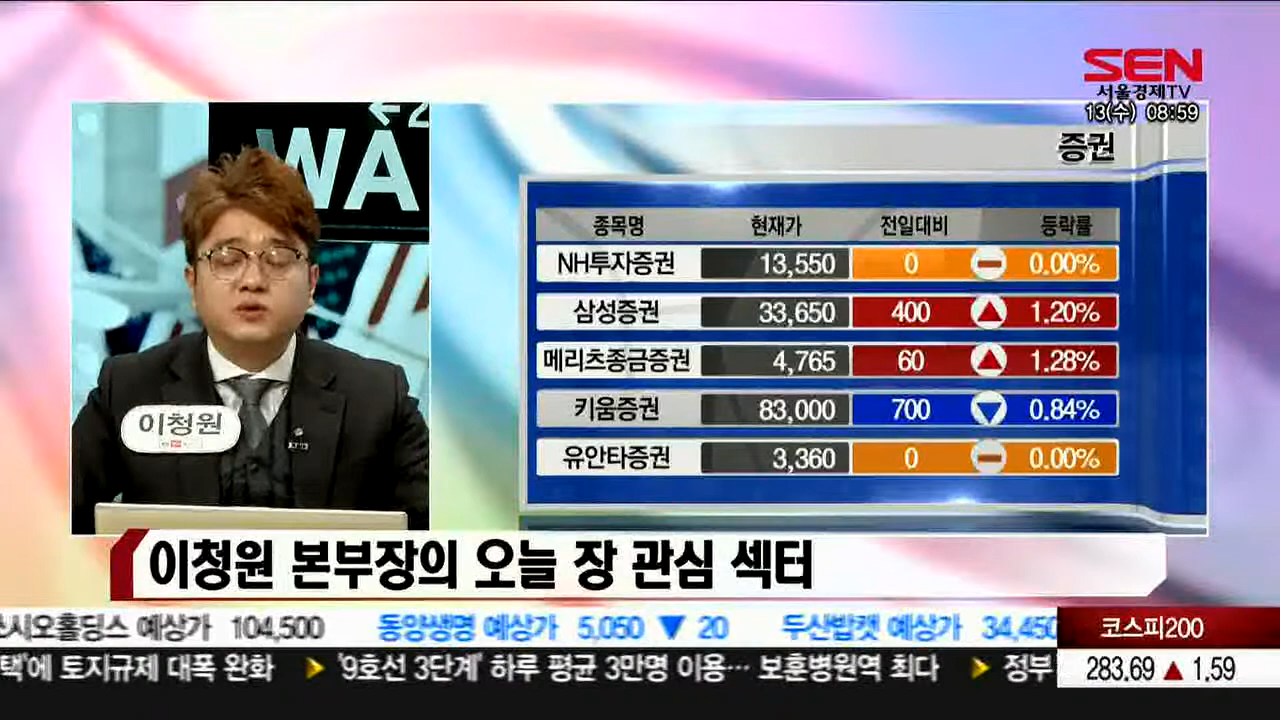 SEN
서울경제TV
13(수) 08:59
WA
증권
종목명 현재가 전일대비 등락률
NH투자증권 13,550 0 0.00%
삼성증권 33,650 400 ▲ 1.20%
메리츠종금증권 4,765 60 ▲ 1.28%
키움증권 83,000 700 ▼ 0.84%
유안타증권 3,360 0 0.00%
이청원
이청원 본부장의 오늘 장 관심 섹터
시오홀딩스 예상가 104,500 동양생명 예상가 5,050 ▼ 20 두산밥캣 예상가 34,450
코스피200
택'에 토지규제 대폭 완화 ▶ '9호선 3단계' 하루 평균 3만명 이용… 보훈병원역 최다 ▶ 정부
283.69 ▲ 1.59